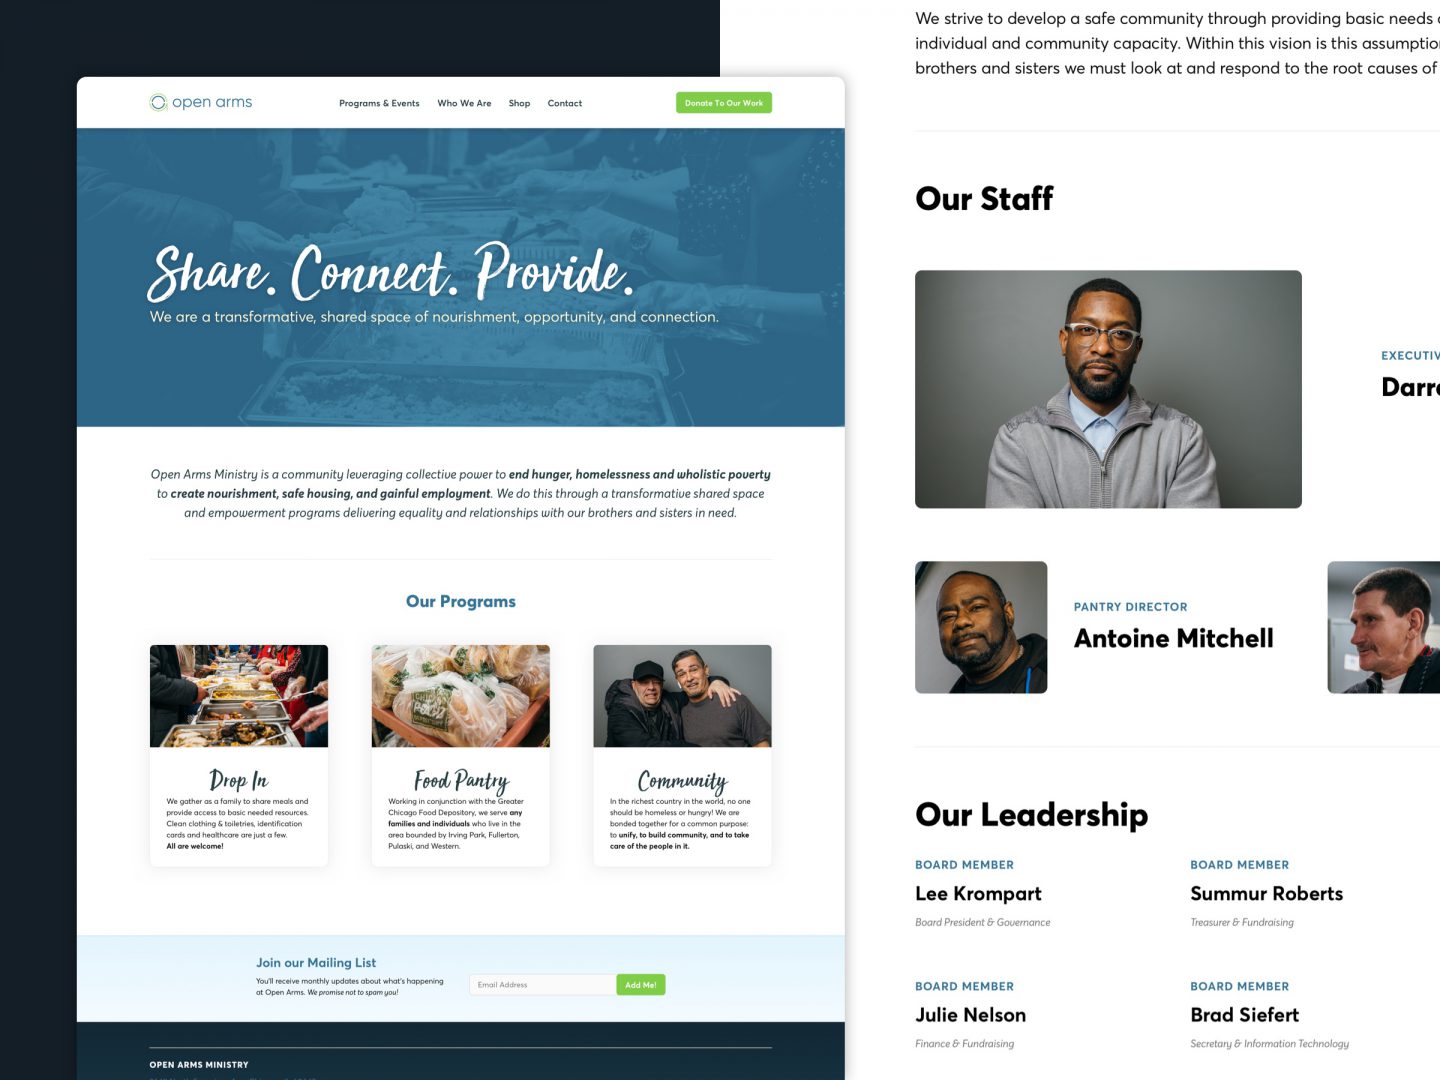 open arms
Programs & Events
Who We Are
Shop
Contact
Donate To Our Work
Share. Connect. Provide.
We are a transformative, shared space of nourishment, opportunity, and connection.
Open Arms Ministry is a community leveraging collective power to end hunger, homelessness and wholistic poverty
to create nourishment, safe housing, and gainful employment. We do this through a transformative shared space
and empowerment programs delivering equality and relationships with our brothers and sisters in need.
Our Programs
Drop In
We gather as a family to share meals and
provide access to basic needed resources.
Clean clothing & toiletries, identification
cards and healthcare are just a few.
All are welcome!
Food Pantry
Working in conjunction with the Greater
Chicago Food Depository, we serve any
families and individuals who live in the
area bounded by Irving Park, Fullerton,
Pulaski, and Western.
Community
In the richest country in the world, no one
should be homeless or hungry! We are
bonded together for a common purpose:
to unify, to build community, and to take
care of the people in it.
Join our Mailing List
You'll receive monthly updates about what's happening
at Open Arms. We promise not to spam you!
Email Address
Add Me!
OPEN ARMS MINISTRY
We strive to develop a safe community through providing basic needs
individual and community capacity. Within this vision is this assumptio
brothers and sisters we must look at and respond to the root causes of
Our Staff
EXECUTIV
Darr
PANTRY DIRECTOR
Antoine Mitchell
Our Leadership
BOARD MEMBER
Lee Krompart
Board President & Governance
BOARD MEMBER
Summur Roberts
Treasurer & Fundraising
BOARD MEMBER
Julie Nelson
Finance & Fundraising
BOARD MEMBER
Brad Siefert
Secretary & Information Technology